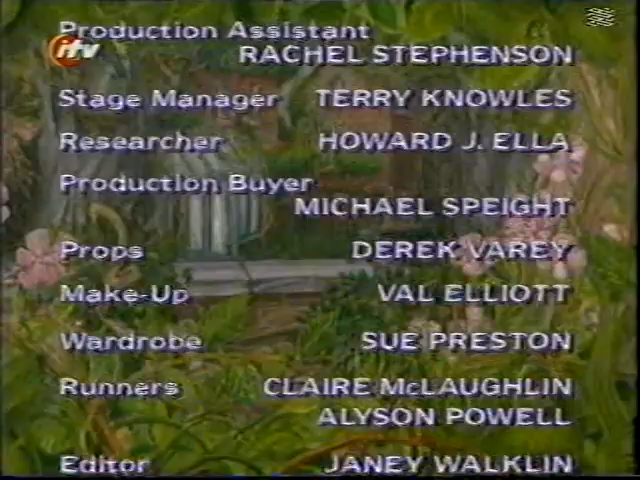 Production Assistant
itv
RACHEL STEPHENSON
Stage Manager TERRY KNOWLES
Researcher HOWARD J. ELLA
Production Buyer
MICHAEL SPEIGHT
Props DEREK VAREY
Make-Up VAL ELLIOTT
Wardrobe SUE PRESTON
Runners CLAIRE McLAUGHLIN
ALYSON POWELL
Editor JANEY WALKLIN